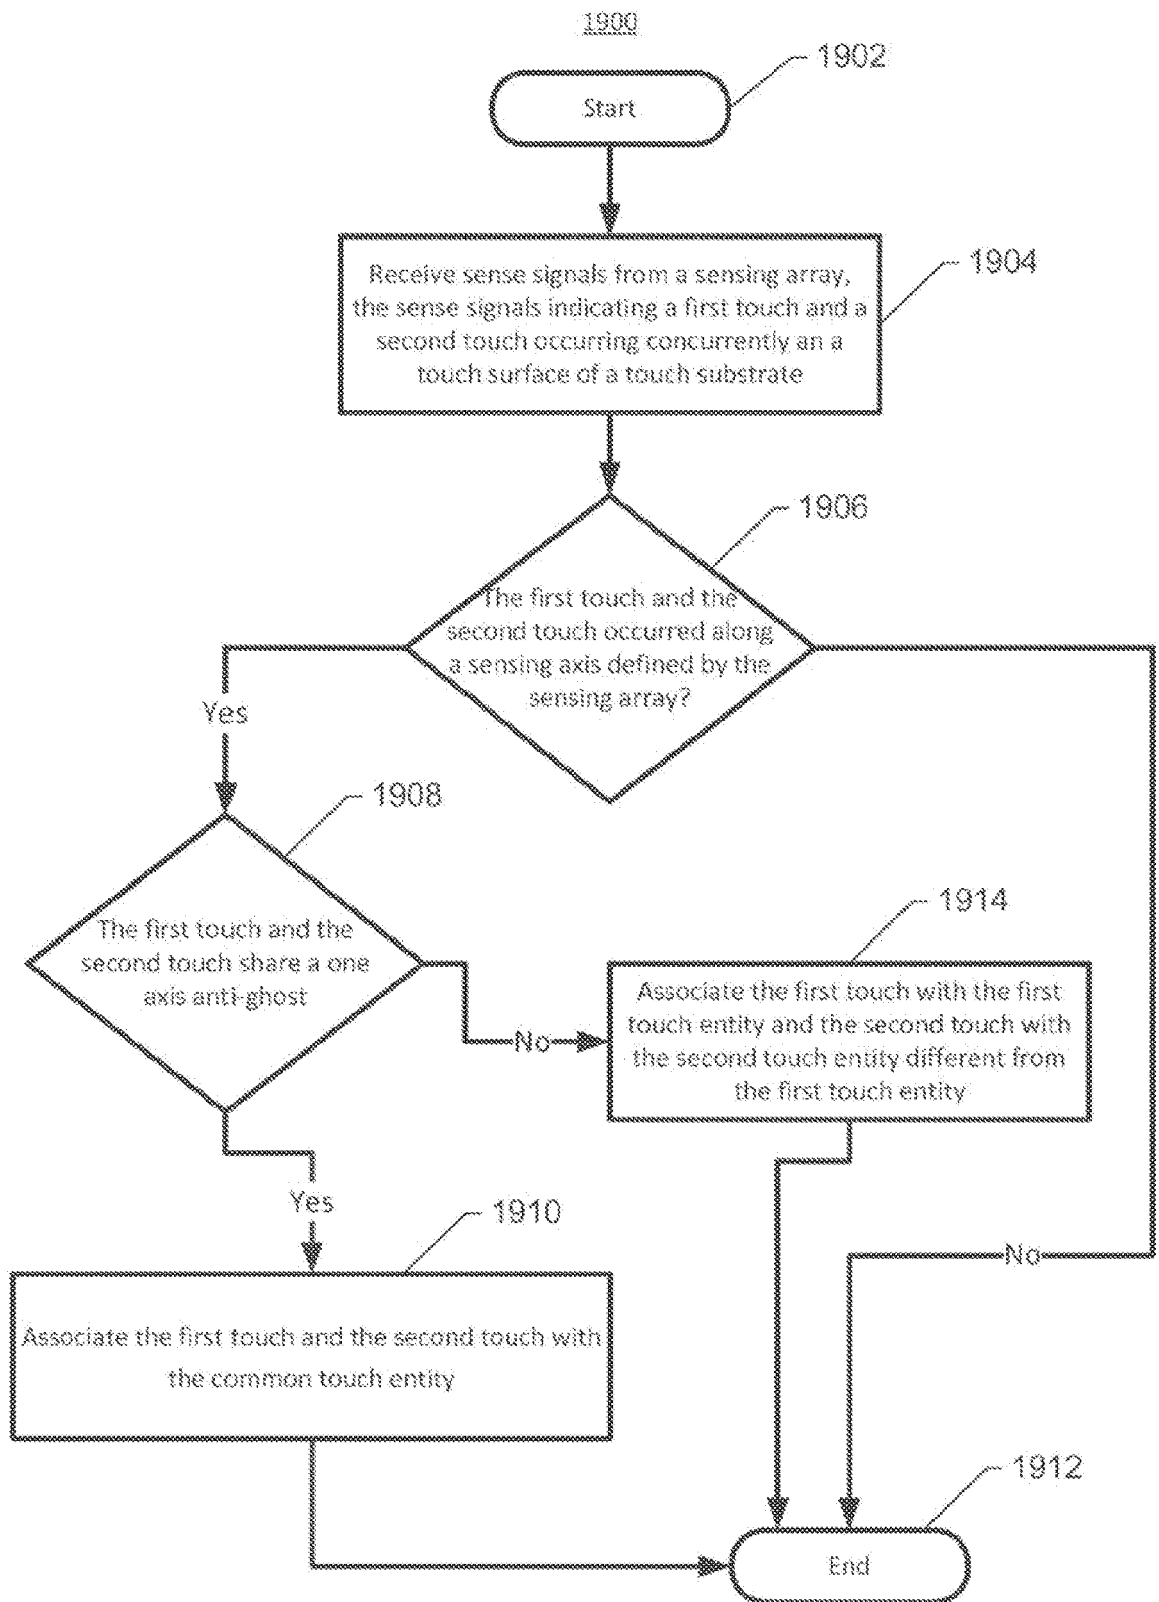 1900
1902
Start
1904
Receive sense signals from a sensing array,
the sense signals indicating a first touch and a
second touch occurring concurrently an a
touch surface of a touch substrate
1906
The first touch and the
second touch occurred along
a sensing axis defined by the
sensing array?
Yes
1908
The first touch and the
second touch share a one
axis anti-ghost
1914
Associate the first touch with the first
touch entity and the second touch with
the second touch entity different from
the first touch entity
No
Yes
1910
No
Associate the first touch and the second touch with
the common touch entity
1912
End